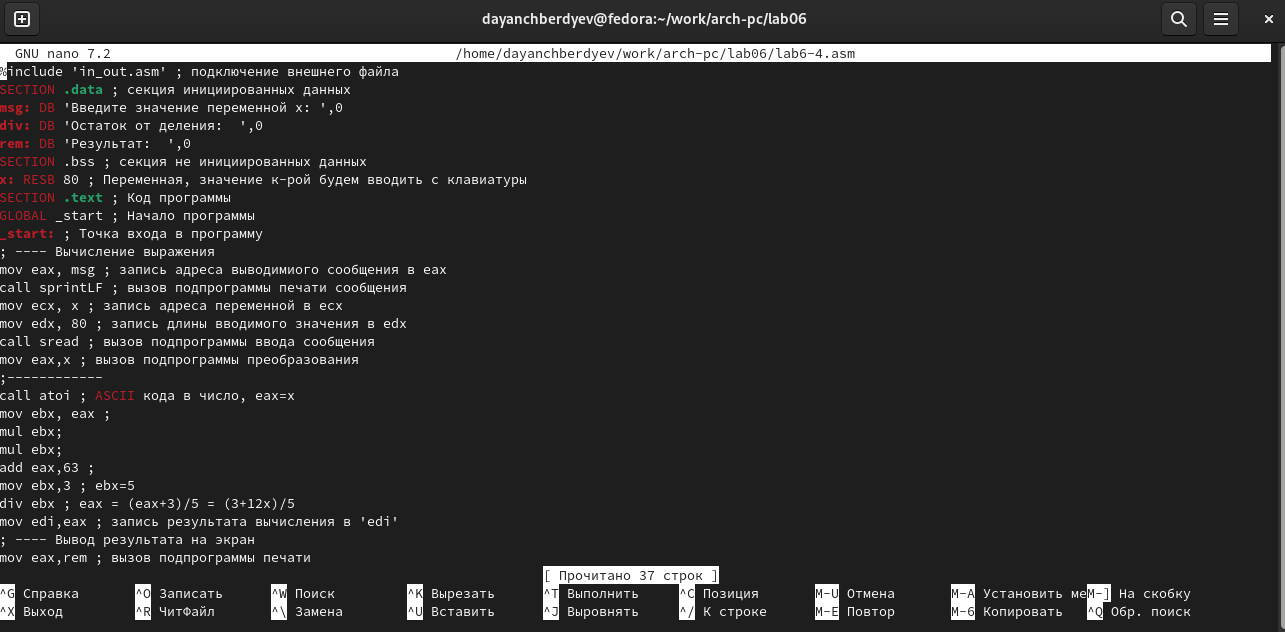 dayanchberdyev@fedora:~/work/arch-pc/lab06
GNU nano 7.2 /home/dayanchberdyev/work/arch-pc/lab06/lab6-4.asm
%include 'in_out.asm' ; подключение внешнего файла
SECTION .data ; секция инициированных данных
msg: DB 'Введите значение переменной x: ',0
div: DB 'Остаток от деления:  ',0
rem: DB 'Результат:  ',0
SECTION .bss ; секция не инициированных данных
x: RESB 80 ; Переменная, значение к-рой будем вводить с клавиатуры
SECTION .text ; Код программы
GLOBAL _start ; Начало программы
_start: ; Точка входа в программу
; ---- Вычисление выражения
mov eax, msg ; запись адреса выводимиого сообщения в eax
call sprintLF ; вызов подпрограммы печати сообщения
mov ecx, x ; запись адреса переменной в ecx
mov edx, 80 ; запись длины вводимого значения в edx
call sread ; вызов подпрограммы ввода сообщения
mov eax,x ; вызов подпрограммы преобразования
;------------
call atoi ; ASCII кода в число, eax=x
mov ebx, eax ;
mul ebx;
mul ebx;
add eax,63 ;
mov ebx,3 ; ebx=5
div ebx ; eax = (eax+3)/5 = (3+12x)/5
mov edi,eax ; запись результата вычисления в 'edi'
; ---- Вывод результата на экран
mov eax,rem ; вызов подпрограммы печати
[ Прочитано 37 строк ]
^G Справка ^O Записать ^W Поиск ^K Вырезать ^T Выполнить ^C Позиция M-U Отмена M-A Установить ме M-] На скобку
^X Выход ^R ЧитФайл ^\ Замена ^U Вставить ^J Выровнять ^/ К строке M-E Повтор M-6 Копировать ^Q Обр. поиск